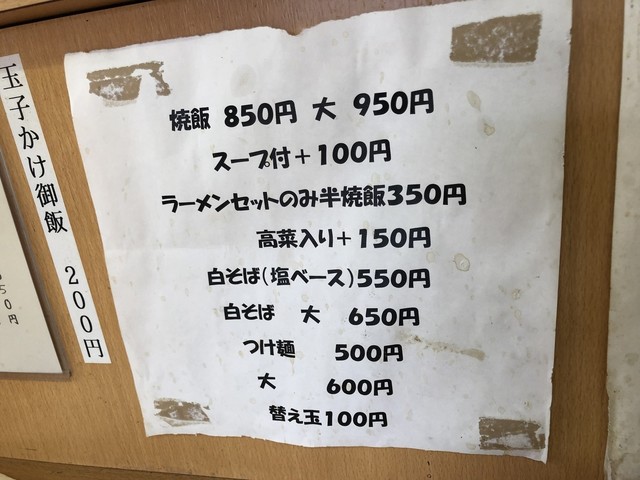 焼飯 850円 大 950円
スープ付＋100円
ラーメンセットのみ半焼飯350円
高菜入り＋150円
白そば（塩ベース）550円
白そば 大 650円
つけ麺 500円
大 600円
替え玉100円
玉子かけ御飯 200円
50円